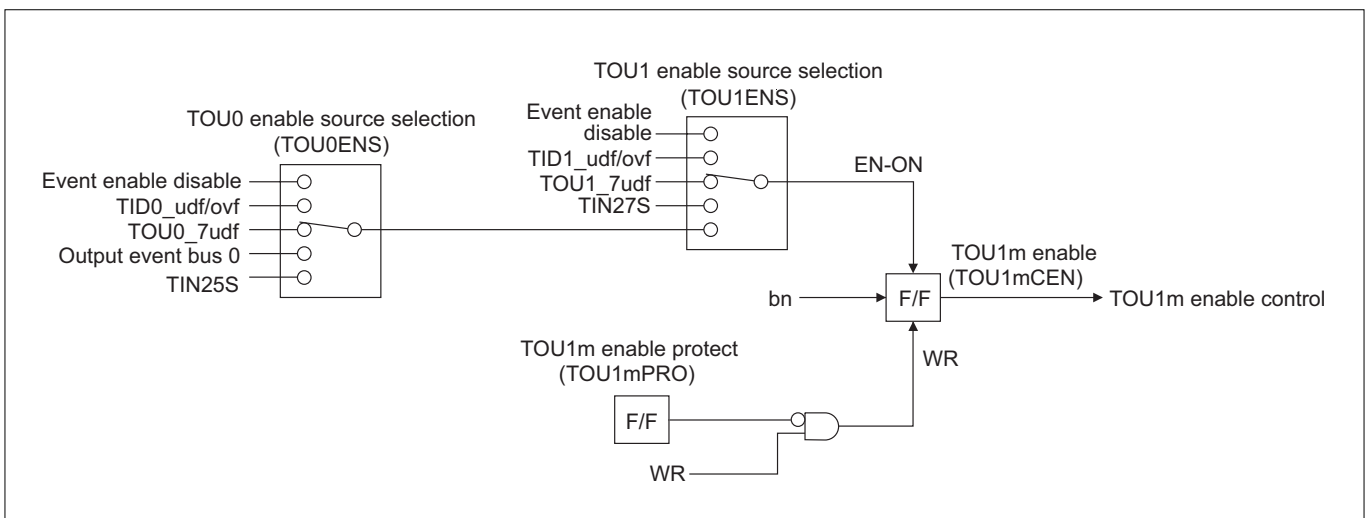 TOU1 enable source selection
(TOU1ENS)
Event enable
disable
TID1_udf/ovf
TOU1_7udf
TIN27S
EN-ON
TOU0 enable source selection
(TOU0ENS)
Event enable disable
TID0_udf/ovf
TOU0_7udf
Output event bus 0
TIN25S
TOU1m enable
(TOU1mCEN)
bn
F/F
TOU1m enable control
WR
TOU1m enable protect
(TOU1mPRO)
F/F
WR